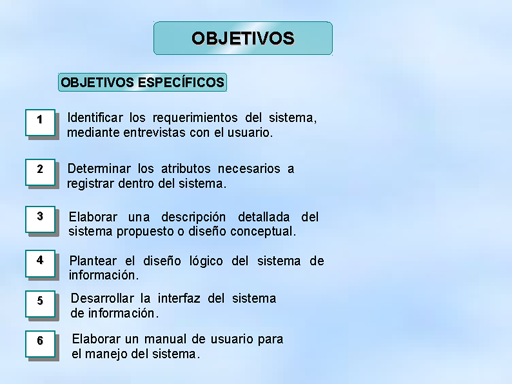 OBJETIVOS
OBJETIVOS ESPECÍFICOS
1
Identificar los requerimientos del sistema,
mediante entrevistas con el usuario.
2
Determinar los atributos necesarios a
registrar dentro del sistema.
3
Elaborar una descripción detallada del
sistema propuesto o diseño conceptual.
4
Plantear el diseño lógico del sistema de
información.
5
Desarrollar la interfaz del sistema
de información.
6
Elaborar un manual de usuario para
el manejo del sistema.